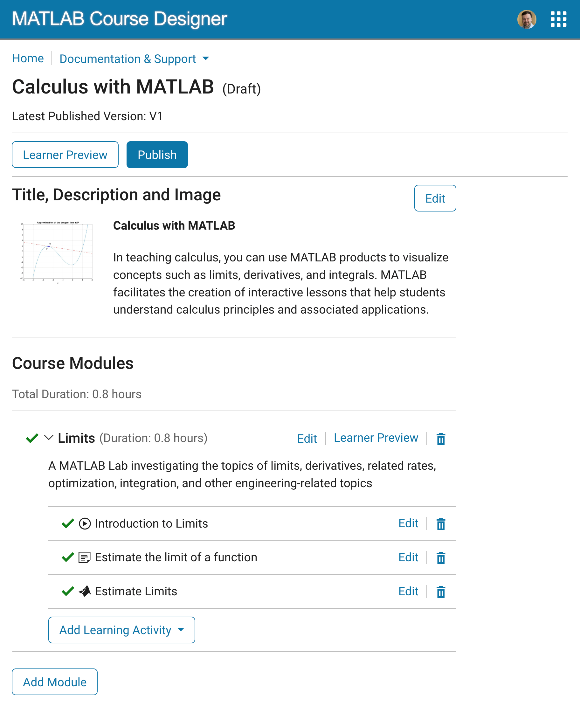 MATLAB Course Designer
Home Documentation & Support
Calculus with MATLAB (Draft)
Latest Published Version: V1
Learner Preview Publish
Title, Description and Image Edit
Calculus with MATLAB
In teaching calculus, you can use MATLAB products to visualize
concepts such as limits, derivatives, and integrals. MATLAB
facilitates the creation of interactive lessons that help students
understand calculus principles and associated applications.
Course Modules
Total Duration: 0.8 hours
Limits (Duration: 0.8 hours) Edit Learner Preview
A MATLAB Lab investigating the topics of limits, derivatives, related rates,
optimization, integration, and other engineering-related topics
Introduction to Limits Edit
Estimate the limit of a function Edit
Estimate Limits Edit
Add Learning Activity
Add Module